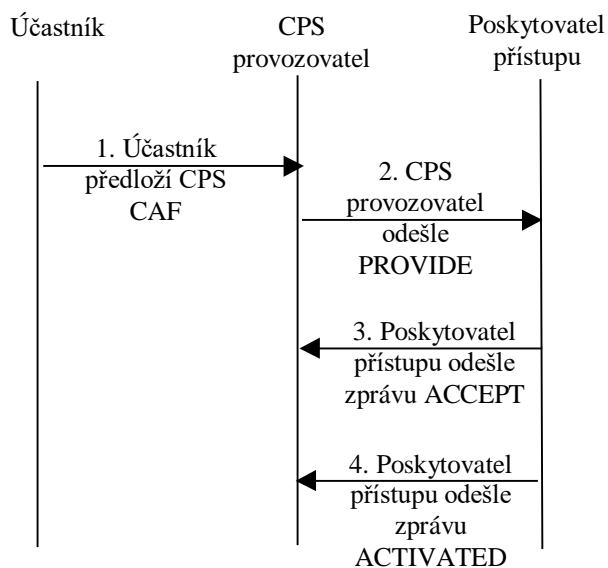 Účastník
CPS
provozovatel
Poskytovatel
přístupu
1. Účastník
předloží CPS
CAF
2. CPS
provozovatel
odešle
PROVIDE
3. Poskytovatel
přístupu odešle
zprávu ACCEPT
4. Poskytovatel
přístupu odešle
zprávu
ACTIVATED